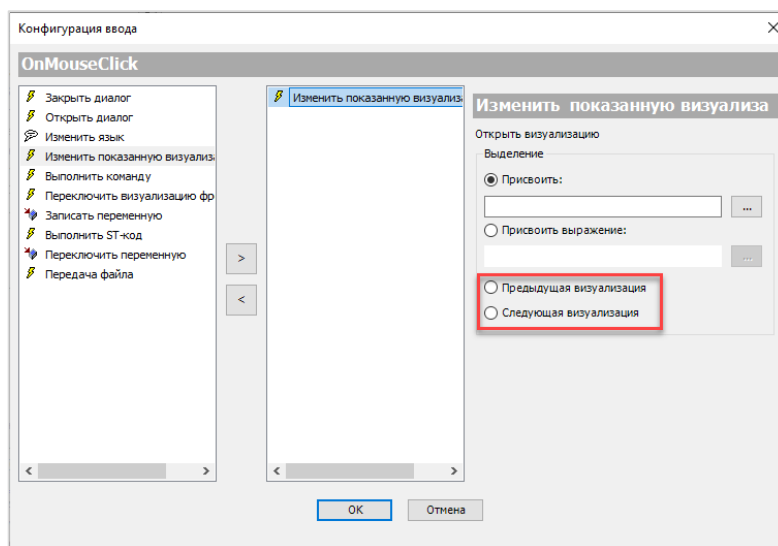 Конфигурация ввода
OnMouseClick
Закрыть диалог
Открыть диалог
Изменить язык
Изменить показанную визуализ
Выполнить команду
Переключить визуализацию фр
Записать переменную
Выполнить ST-код
Переключить переменную
Передача файла
>
<
Изменить показанную визуализ
Изменить показанную визуализа
Открыть визуализацию
Выделение
Присвоить:
...
Присвоить выражение:
...
Предыдущая визуализация
Следующая визуализация
OK
Отмена